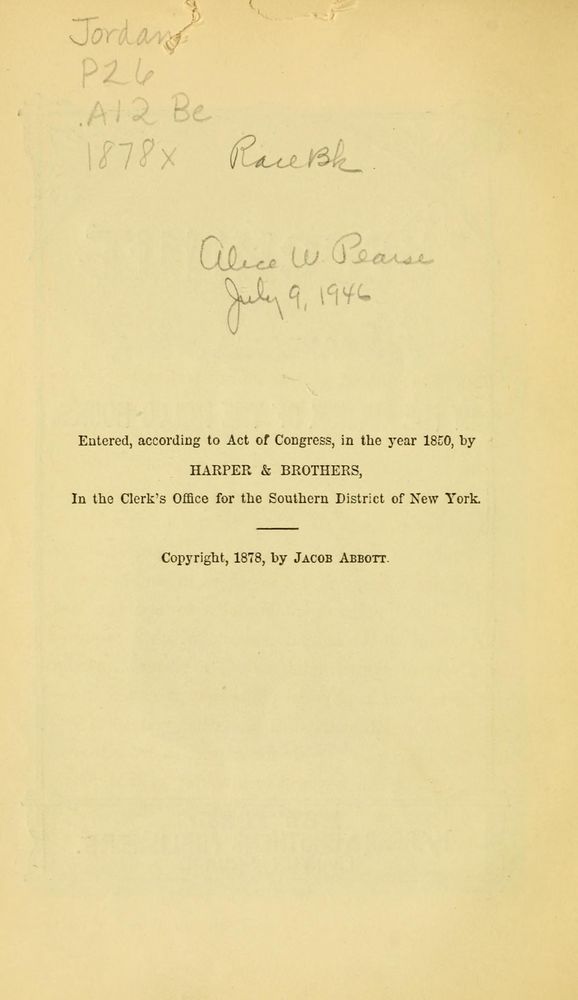 Jordan
P26
.A12 Be
1878x Rare Bk
Alice W. Pearse
July 9, 1946
Entered, according to Act of Congress, in the year 1850, by
HARPER & BROTHERS,
In the Clerk's Office for the Southern District of New York.
Copyright, 1878, by JACOB ABBOTT.